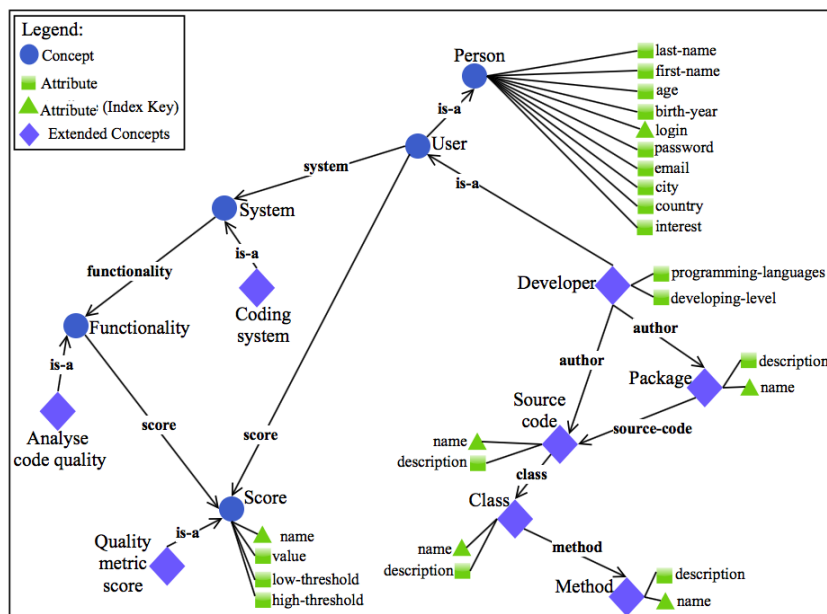 Legend:
Concept
Attribute
Attribute (Index Key)
Extended Concepts
Person
last-name
first-name
age
birth-year
login
password
email
city
country
interest
is-a
User
system
is-a
System
is-a
functionality
Coding
system
Developer
programming-languages
developing-level
Functionality
author
author
is-a
Package
description
name
Source
code
Analyse
code quality
score
score
source-code
name
description
class
Score
Class
is-a
name
Quality
metric
score
value
low-threshold
high-threshold
name
description
method
Method
description
name